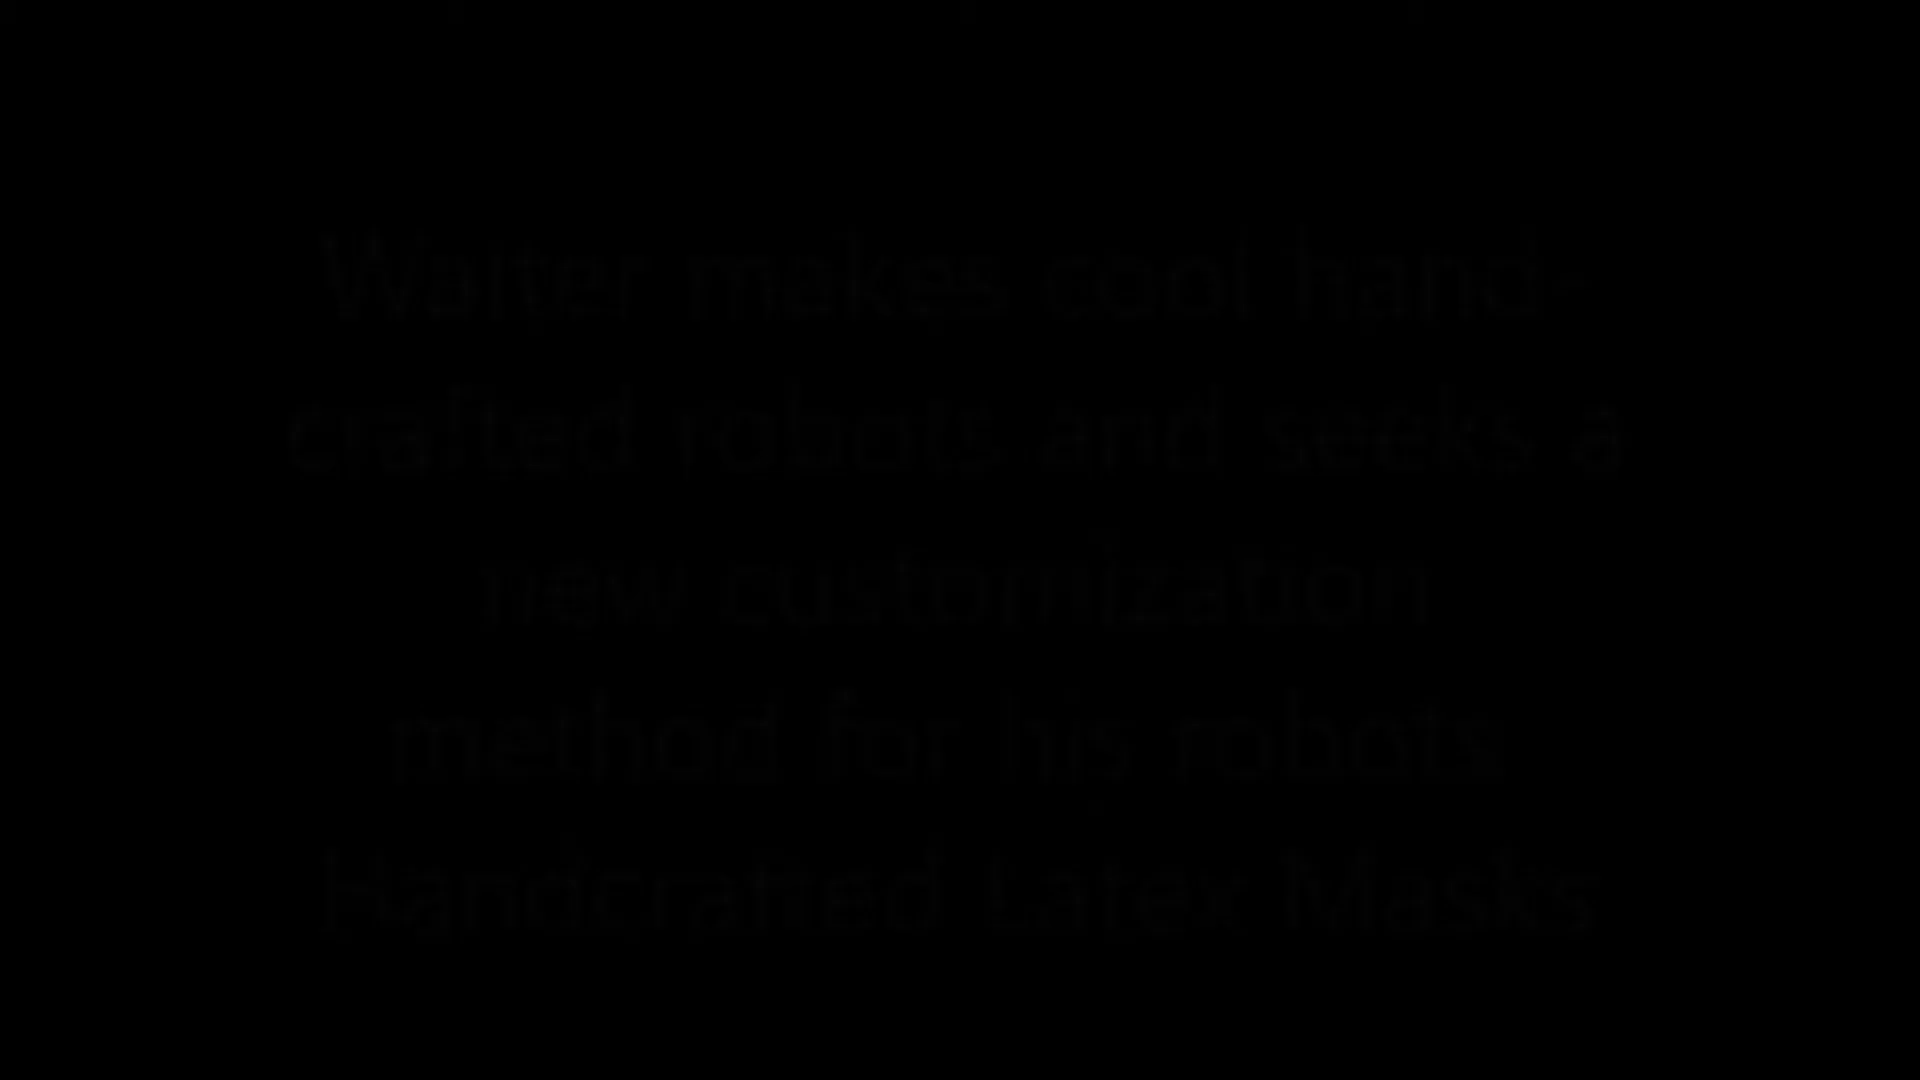 Walter makes cool hand-
crafted robots and seeks a
new customization
method for his robots
Handcrafted Latex Masks